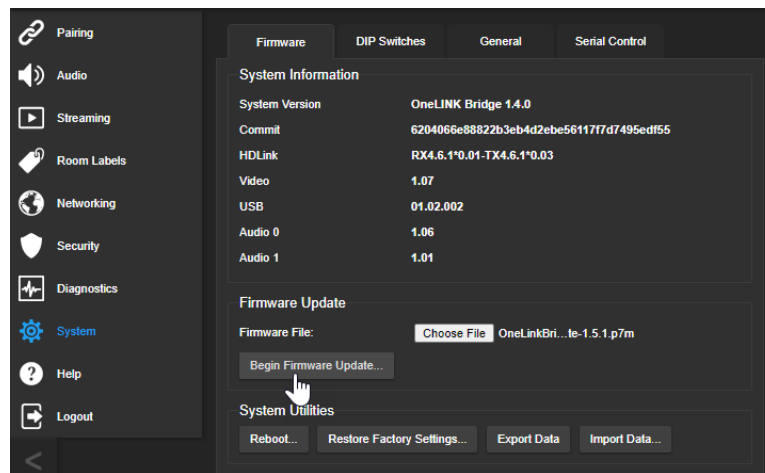 Pairing
Audio
Streaming
Room Labels
Networking
Security
Diagnostics
System
Help
Logout
Firmware DIP Switches General Serial Control
System Information
System Version OneLINK Bridge 1.4.0
Commit 6204066e88822b3eb4d2ebe56117f7d7495edf55
HDLink RX4.6.1*0.01-TX4.6.1*0.03
Video 1.07
USB 01.02.002
Audio 0 1.06
Audio 1 1.01
Firmware Update
Firmware File: Choose File OneLinkBri...te-1.5.1.p7m
Begin Firmware Update...
System Utilities
Reboot... Restore Factory Settings... Export Data Import Data...